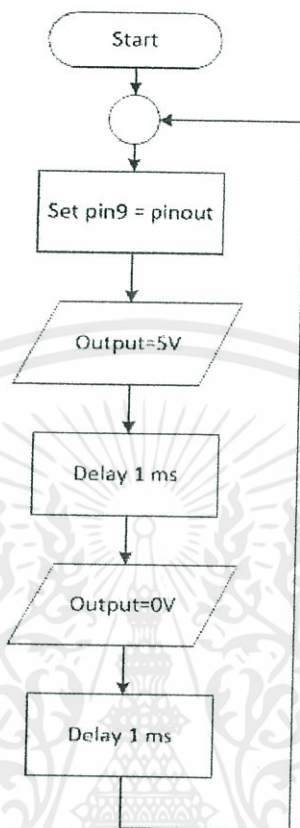 Start
Set pin9 = pinout
Output=5V
Delay 1 ms
Output=0V
Delay 1 ms